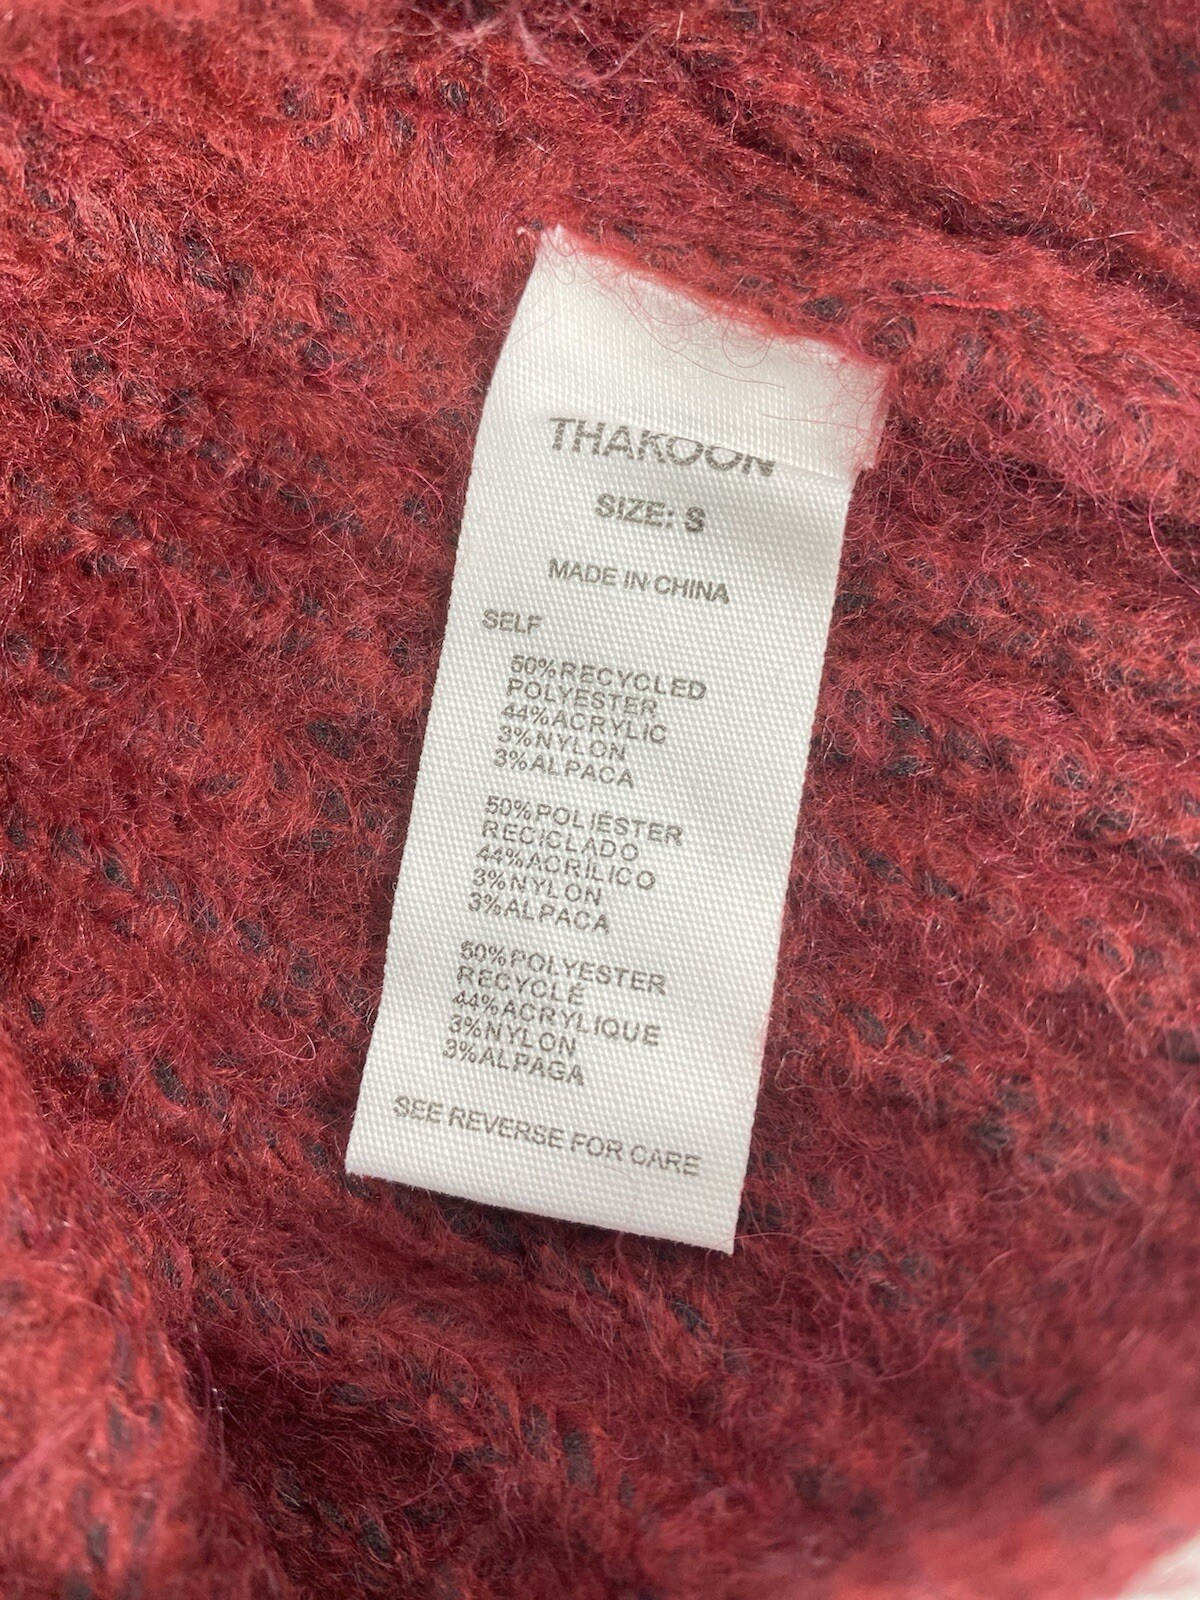 THAKOON
SIZE: S
MADE IN CHINA
SELF
50%RECYCLED
POLYESTER
44%ACRYLIC
3%NYLON
3%ALPACA
50%POLIÉSTER
RECICLADO
44%ACRÍLICO
3%NYLON
3%ALPACA
50%POLYESTER
RECYCLÉ
44%ACRYLIQUE
3%NYLON
3%ALPAGA
SEE REVERSE FOR CARE